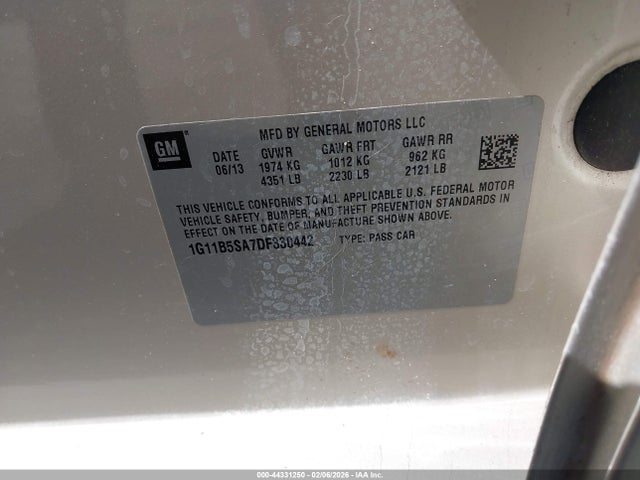 GM
MFD BY GENERAL MOTORS LLC
DATE GVWR GAWR FRT GAWR RR
06/13 1974 KG 1012 KG 962 KG
4351 LB 2230 LB 2121 LB
THIS VEHICLE CONFORMS TO ALL APPLICABLE U.S. FEDERAL MOTOR
VEHICLE SAFETY, BUMPER, AND THEFT PREVENTION STANDARDS IN
EFFECT ON THE DATE OF MANUFACTURE SHOWN ABOVE.
1G11B5SA7DF330442 TYPE: PASS CAR
000-44331250 - 02/06/2026 - IAAI Inc.